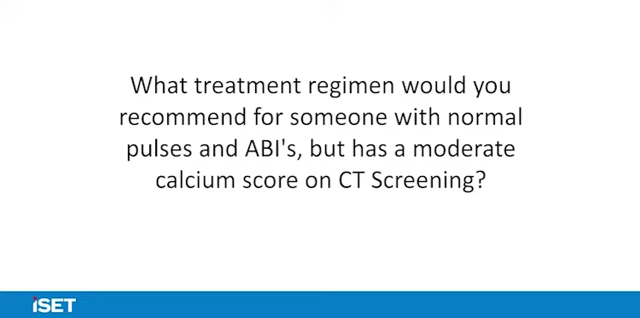 What treatment regimen would you
recommend for someone with normal
pulses and ABI's, but has a moderate
calcium score on CT Screening?
iSET